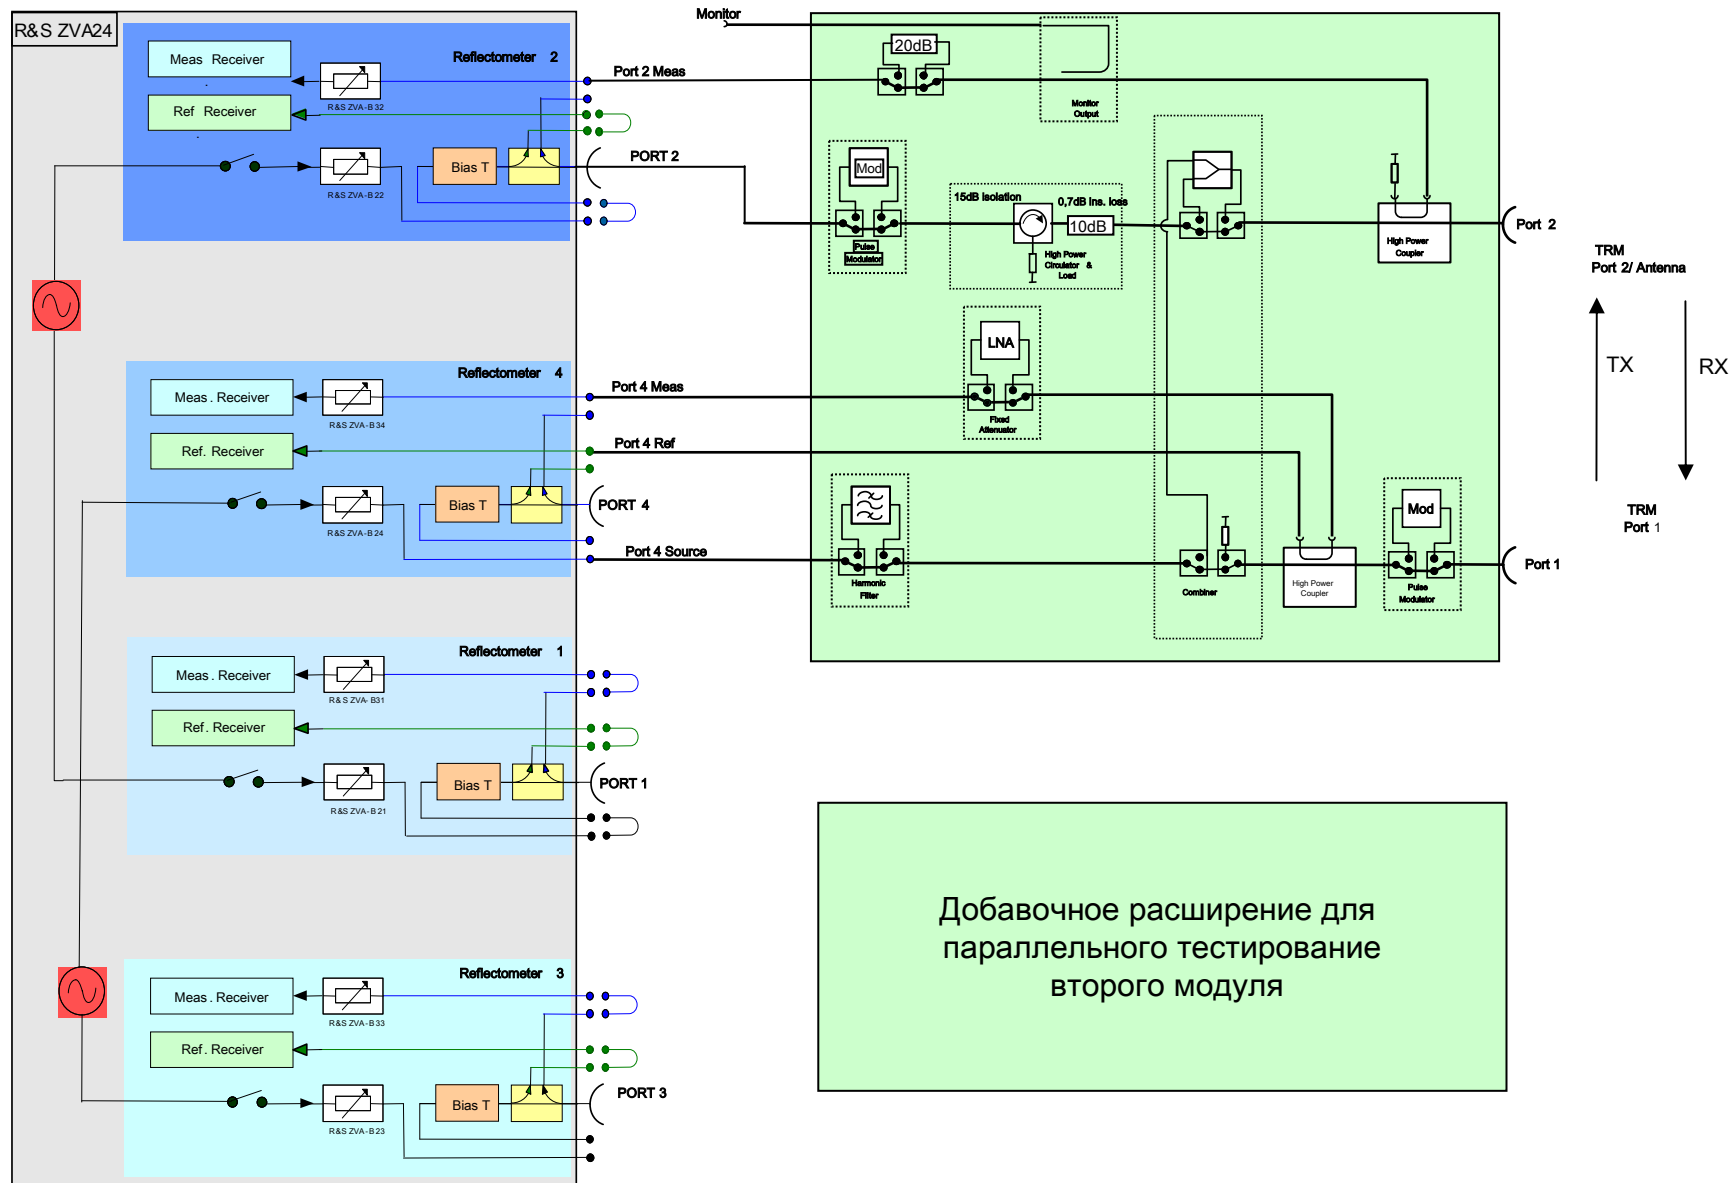 R&S ZVA24
Reflectometer 2
Meas Receiver
R&S ZVA-B32
Ref Receiver
Bias T
R&S ZVA-B22
Port 2 Meas
PORT 2
Reflectometer 4
Meas. Receiver
R&S ZVA-B34
Ref. Receiver
Bias T
R&S ZVA-B24
Port 4 Meas
Port 4 Ref
PORT 4
Port 4 Source
Reflectometer 1
Meas. Receiver
R&S ZVA-B31
Ref. Receiver
Bias T
R&S ZVA-B21
PORT 1
Reflectometer 3
Meas. Receiver
R&S ZVA-B33
Ref. Receiver
Bias T
R&S ZVA-B23
PORT 3
Monitor
20dB
Monitor
Output
Mod
Pulse
Modulator
15dB isolation
0,7dB ins. loss
10dB
High Power
Circulator &
Load
High Power
Coupler
Port 2
LNA
Fixed
Attenuator
Harmonic
Filter
Combiner
High Power
Coupler
Mod
Pulse
Modulator
Port 1
TRM
Port 2/ Antenna
TX
RX
TRM
Port 1
Добавочное расширение для
параллельного тестирование
второго модуля